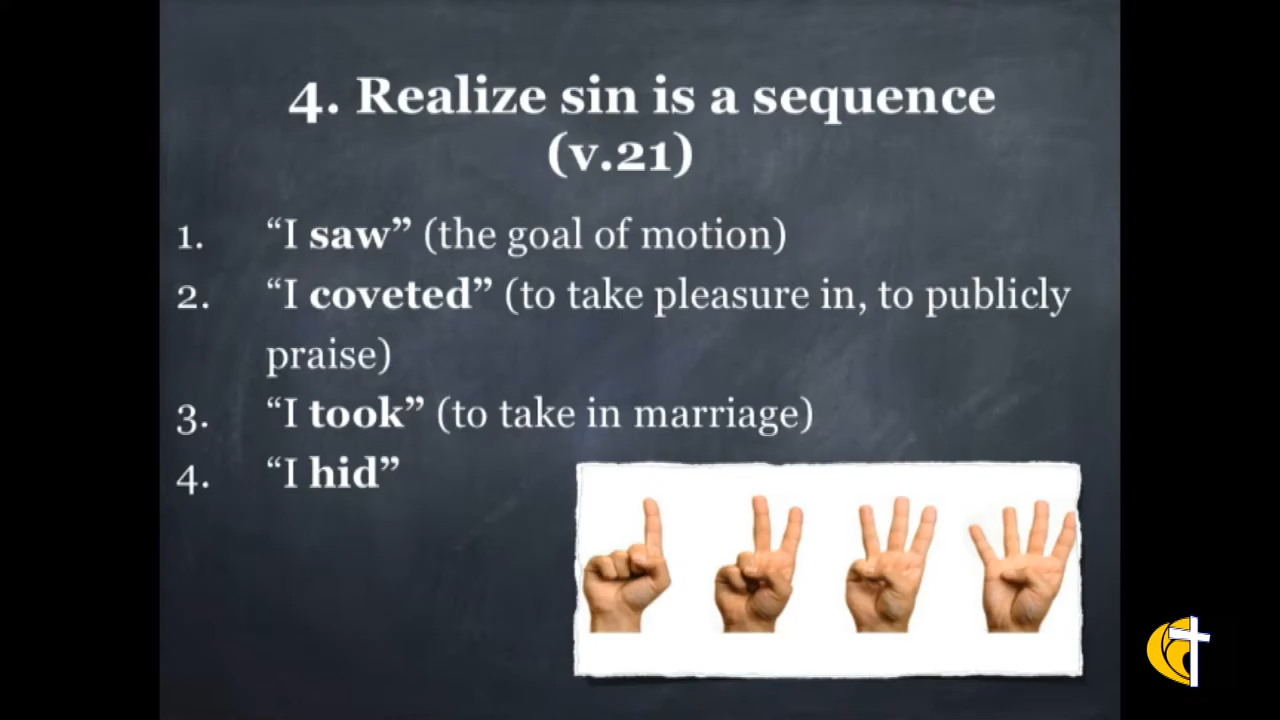 4. Realize sin is a sequence
(v.21)
1. “I saw” (the goal of motion)
2. “I coveted” (to take pleasure in, to publicly
praise)
3. “I took” (to take in marriage)
4. “I hid”